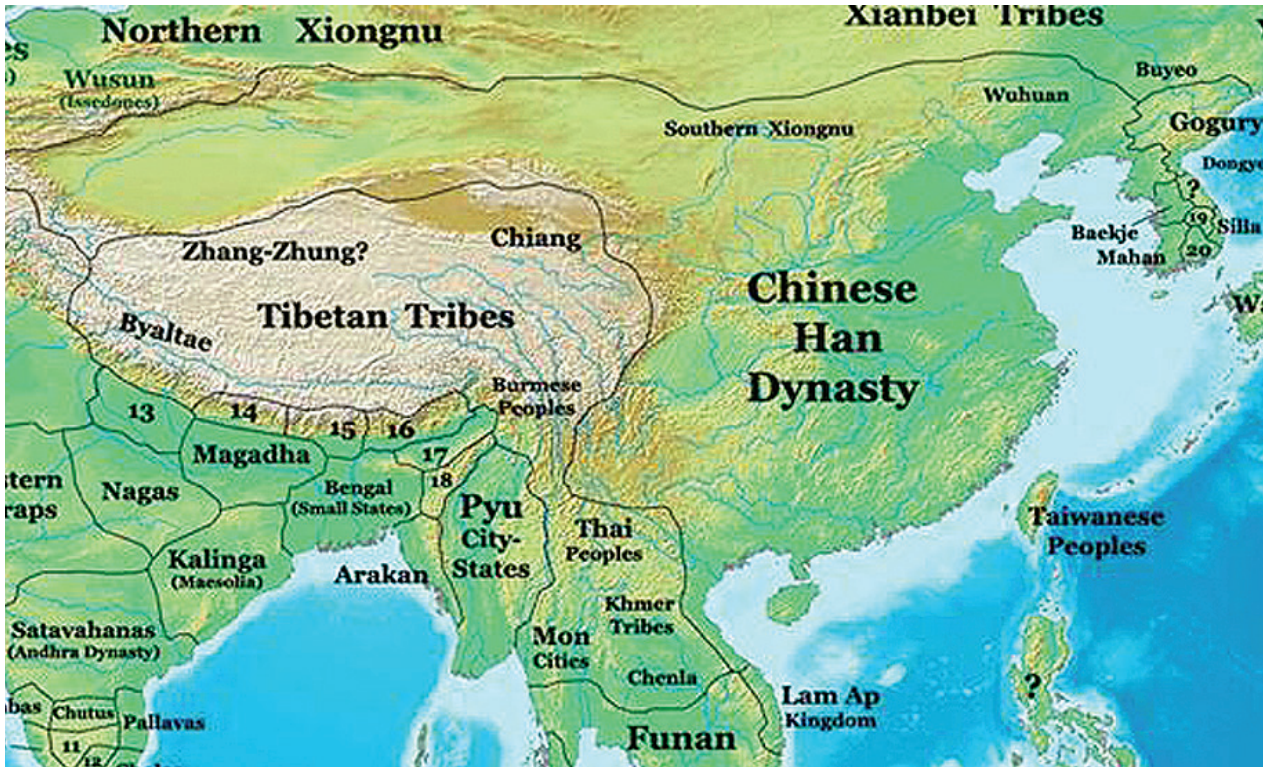 Northern Xiongnu
Xianbei Tribes
Wusun
(Issedones)
Buyeo
Wuhuan
Southern Xiongnu
Gogury
Dongye
?
19
Silla
20
Baekje
Mahan
Chiang
Zhang-Zhung?
Tibetan Tribes
Byaltae
Chinese
Han
Dynasty
Burmese
Peoples
13
14
15
16
17
18
Magadha
Nagas
Bengal
(Small States)
Pyu
City-
States
Thai
Peoples
Taiwanese
Peoples
Kalinga
(Maesolia)
Arakan
Khmer
Tribes
Satavahanas
(Andhra Dynasty)
Mon
Cities
Chenla
?
Lam Ap
Kingdom
Chutus
Pallavas
11
12
Funan